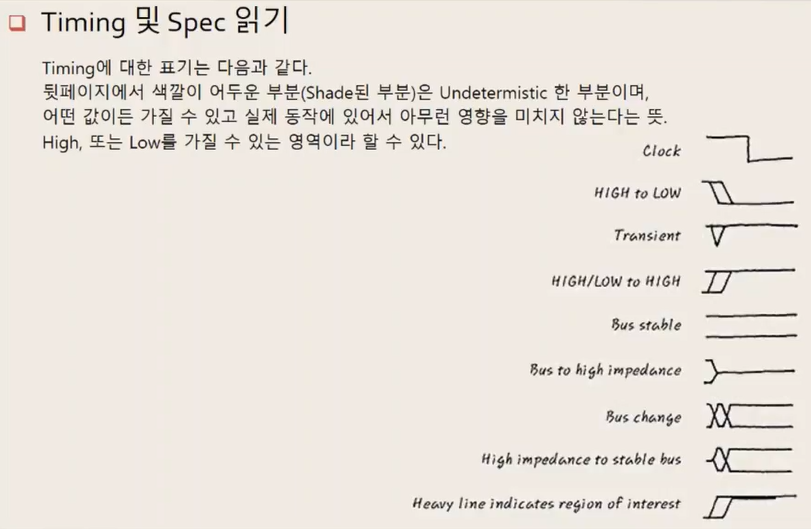 Timing 및 Spec 읽기
Timing에 대한 표기는 다음과 같다.
뒷페이지에서 색깔이 어두운 부분(Shade된 부분)은 Undetermistic 한 부분이며,
어떤 값이든 가질 수 있고 실제 동작에 있어서 아무런 영향을 미치지 않는다는 뜻.
High, 또는 Low를 가질 수 있는 영역이라 할 수 있다.
Clock
HIGH to LOW
Transient
HIGH/LOW to HIGH
Bus stable
Bus to high impedance
Bus change
High impedance to stable bus
Heavy line indicates region of interest